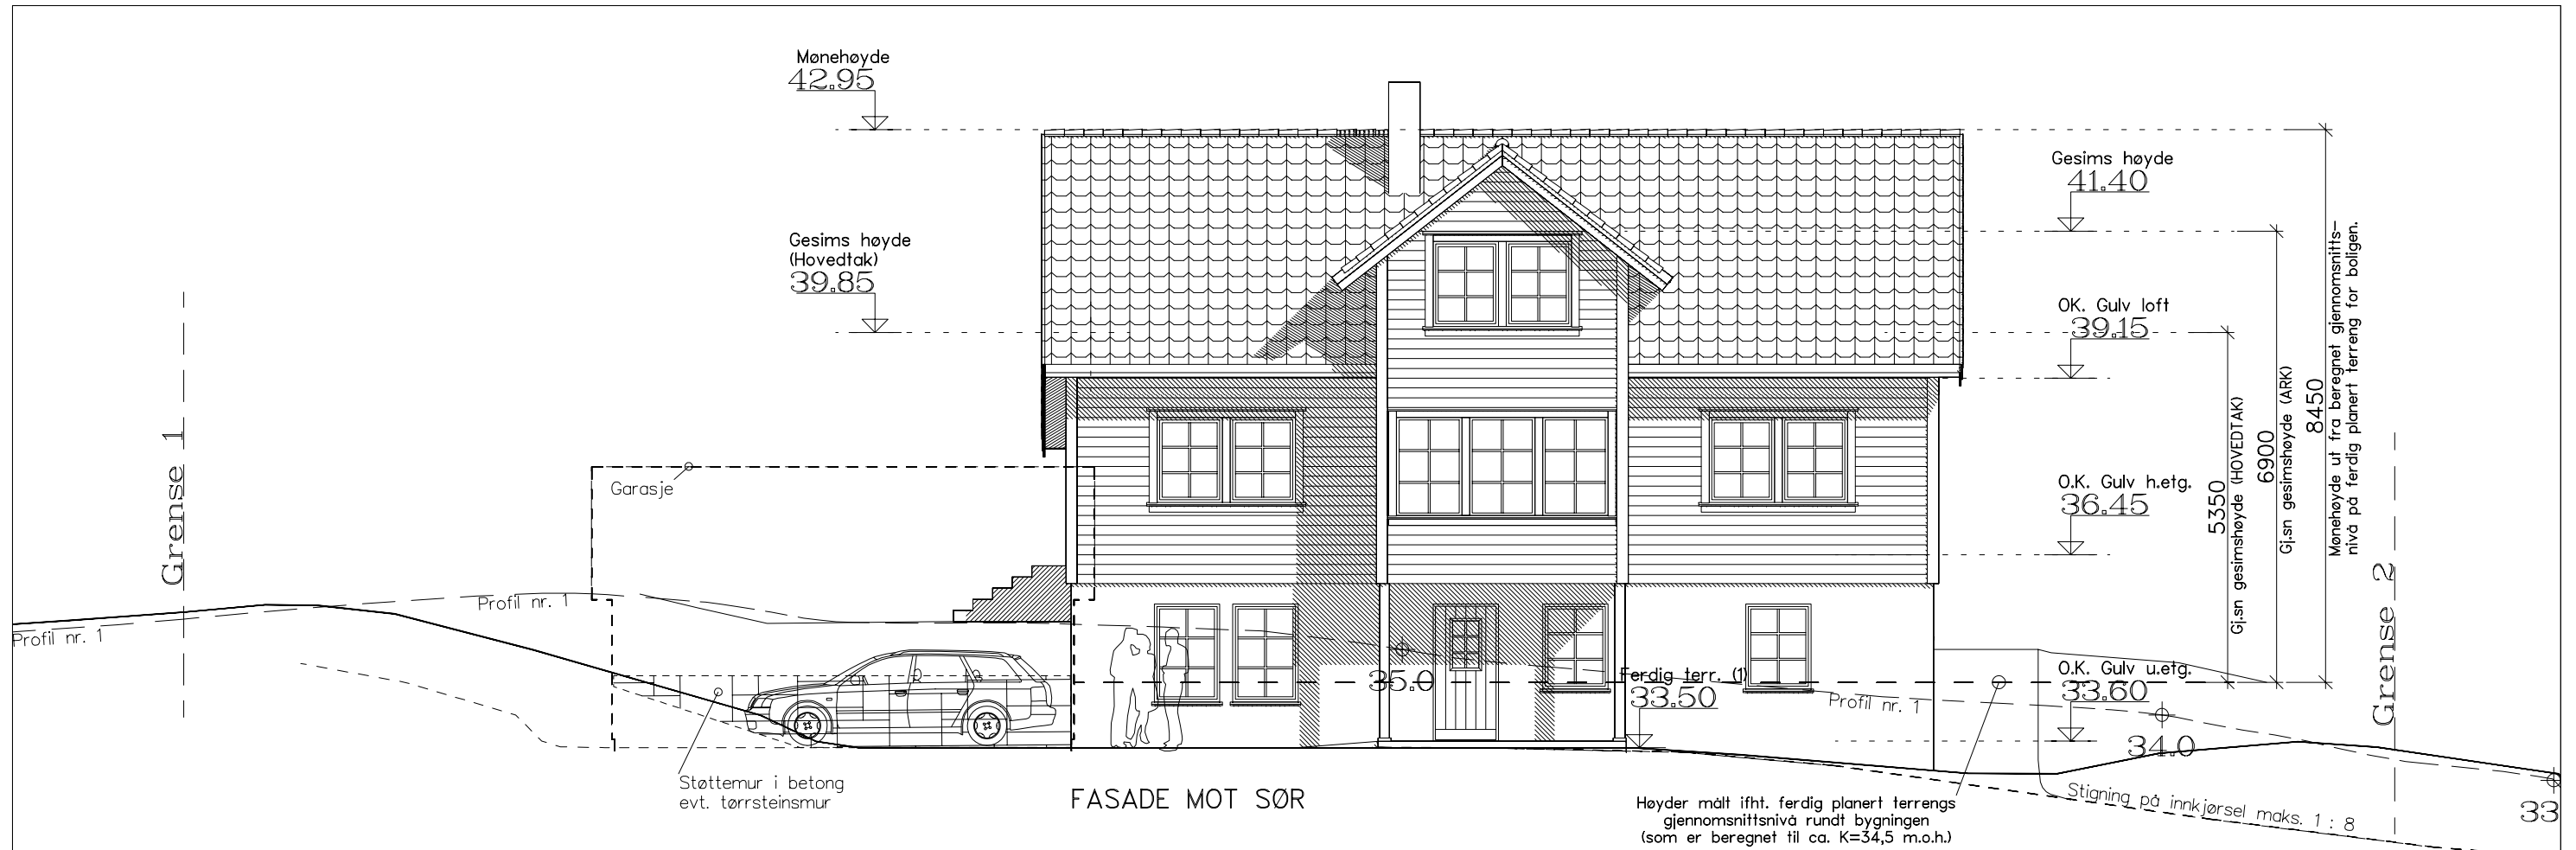 Mønehøyde
42.95
Gesims høyde
(Hovedtak)
39.85
Gesims høyde
41.40
OK. Gulv loft
39.15
O.K. Gulv h.etg.
36.45
O.K. Gulv u.etg.
33.60
5350
Gj.sn gesimshøyde (HOVEDTAK)
6900
Gj.sn gesimshøyde (ARK)
8450
Mønehøyde ut fra beregnet gjennomsnitts-
nivå på ferdig planert terreng for boligen.
Grense 1
Grense 2
Garasje
Profil nr. 1
Profil nr. 1
35.0
Ferdig terr. (1)
33.50
Profil nr. 1
34.0
33
Støttemur i betong
evt. tørrsteinsmur
FASADE MOT SØR
Høyder målt ifht. ferdig planert terrengs
gjennomsnittsnivå rundt bygningen
(som er beregnet til ca. K=34,5 m.o.h.)
Stigning på innkjørsel maks. 1 : 8